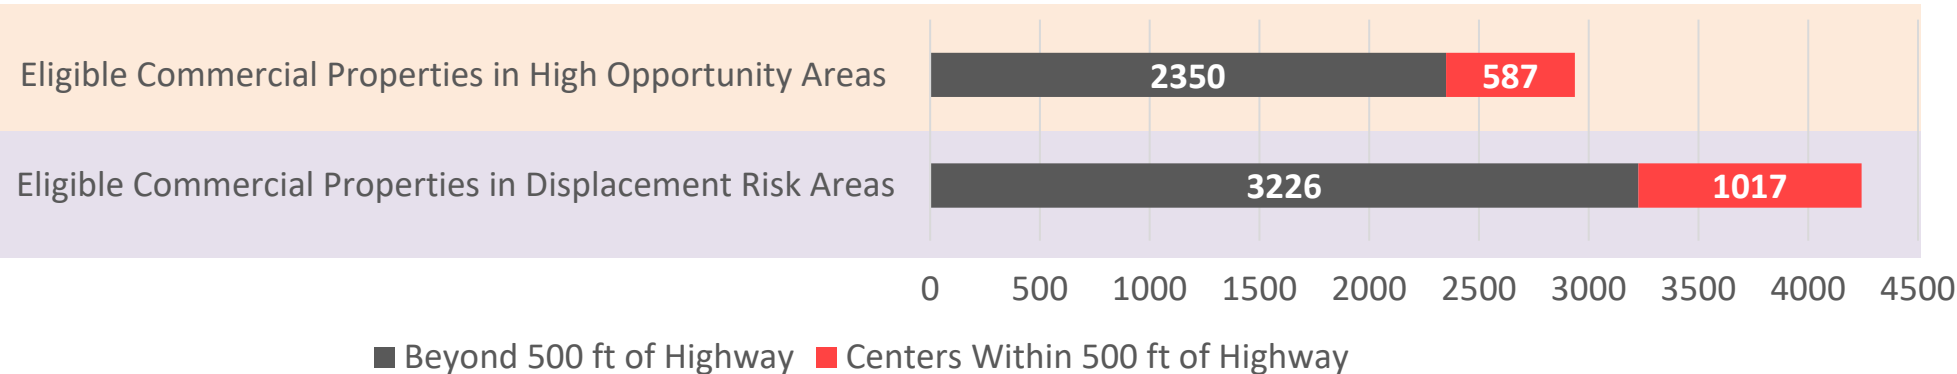 Eligible Commercial Properties in High Opportunity Areas 2350 587
Eligible Commercial Properties in Displacement Risk Areas 3226 1017
0 500 1000 1500 2000 2500 3000 3500 4000 4500
Beyond 500 ft of Highway Centers Within 500 ft of Highway